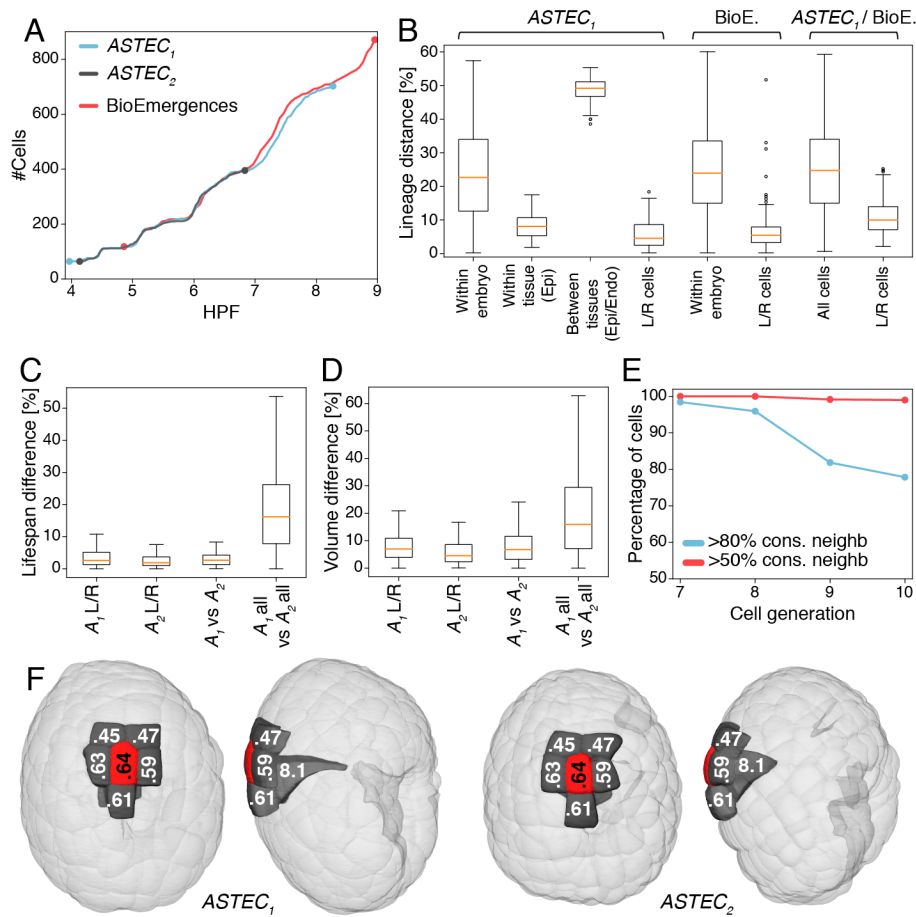 A
#Cells
800
600
400
200
0
4
5
6
7
8
9
HPF
ASTEC1
ASTEC2
BioEmergences
B
ASTEC1
BioE.
ASTEC1 / BioE.
Lineage distance [%]
60
50
40
30
20
10
0
Within
embryo
Within
tissue
(Epi)
Between
tissues
(Epi/Endo)
L/R cells
Within
embryo
L/R cells
All cells
L/R cells
C
Lifespan difference [%]
50
40
30
20
10
0
A1 L/R
A2 L/R
A1 vs A2
A1 all
vs A2 all
D
Volume difference [%]
60
50
40
30
20
10
0
A1 L/R
A2 L/R
A1 vs A2
A1 all
vs A2 all
E
Percentage of cells
100
90
80
70
60
50
7
8
9
10
Cell generation
>80% cons. neighb
>50% cons. neighb
F
.45
.47
.63
.64
.59
.61
.47
.59
8.1
.61
ASTEC1
.45
.47
.63
.64
.59
.61
.47
.59
8.1
.61
ASTEC2